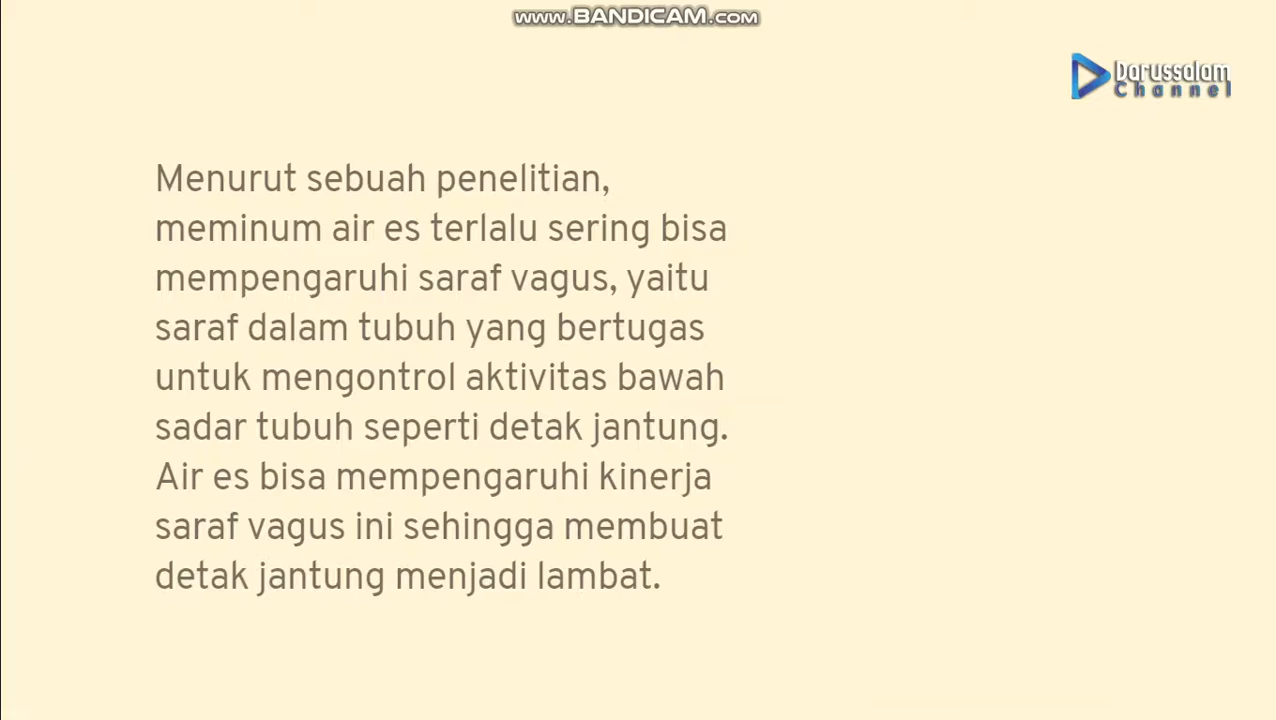 www.BANDICAM.com
Darussalam
Channel
Menurut sebuah penelitian,
meminum air es terlalu sering bisa
mempengaruhi saraf vagus, yaitu
saraf dalam tubuh yang bertugas
untuk mengontrol aktivitas bawah
sadar tubuh seperti detak jantung.
Air es bisa mempengaruhi kinerja
saraf vagus ini sehingga membuat
detak jantung menjadi lambat.